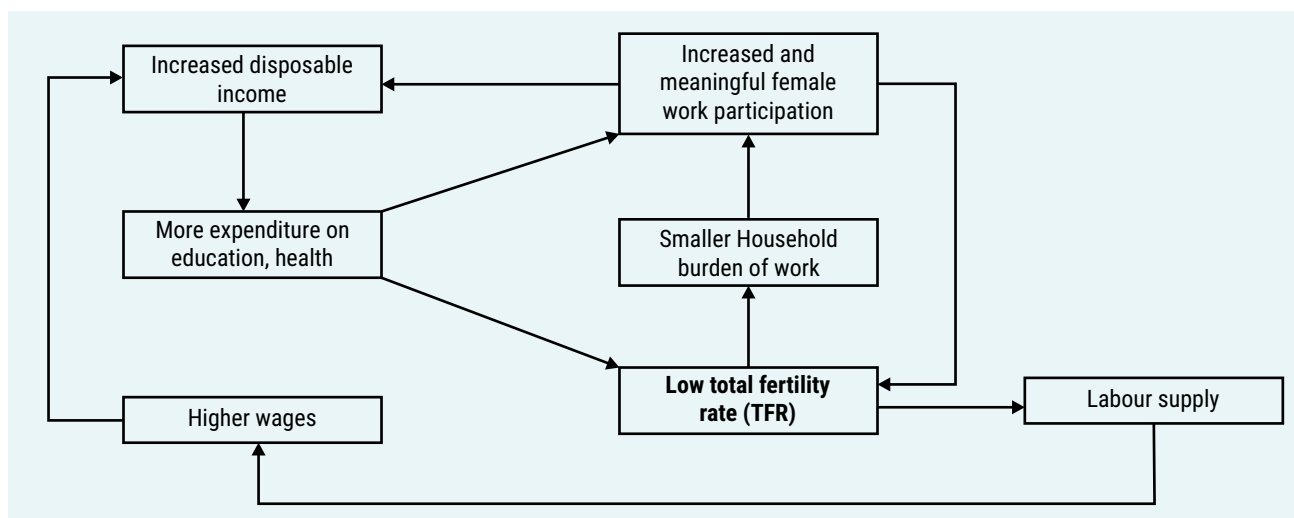 Increased disposable
income
Increased and
meaningful female
work participation
More expenditure on
education, health
Smaller Household
burden of work
Low total fertility
rate (TFR)
Labour supply
Higher wages